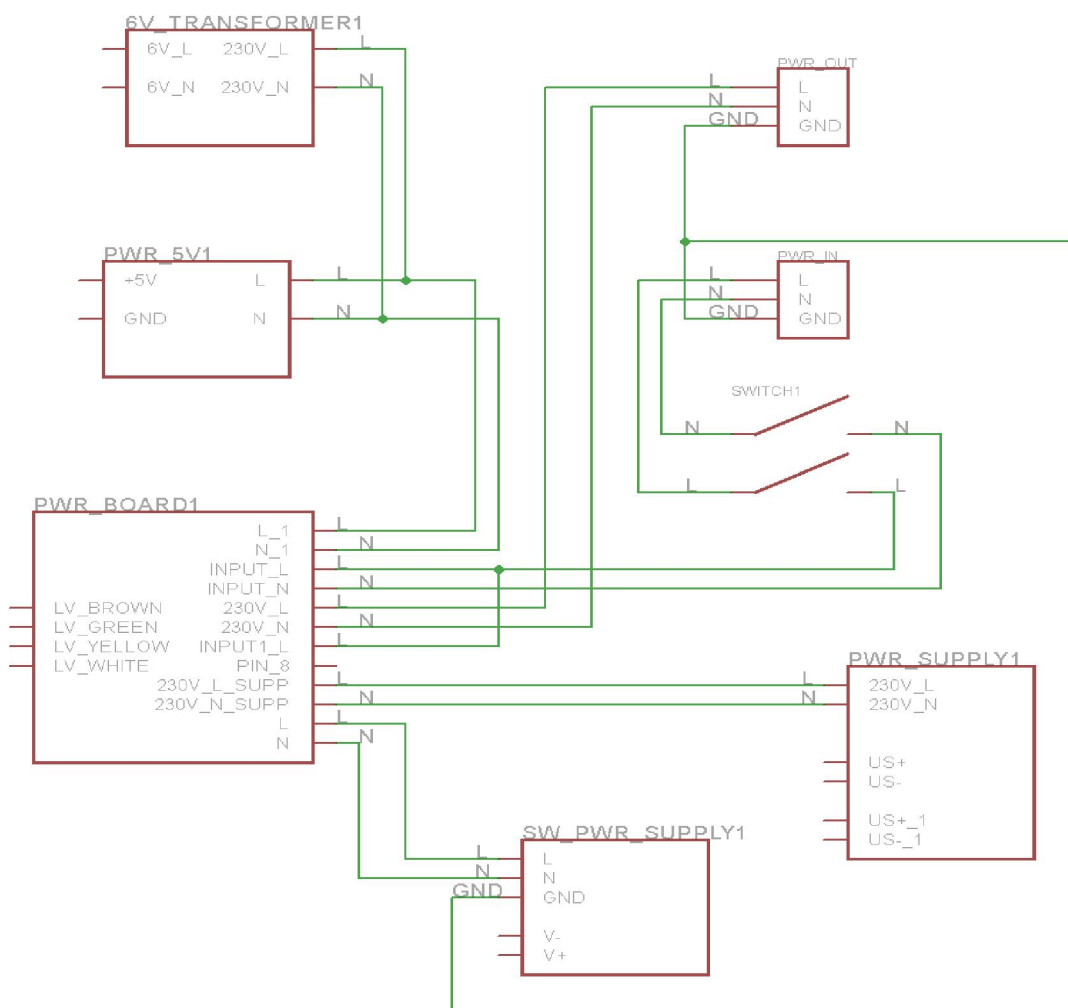 6V_TRANSFORMER1
6V_L 230V_L L
6V_N 230V_N N
PWR_OUT
L L
N N
GND GND
PWR_5V1
+5V L L
GND N N
PWR_IN
L L
N N
GND GND
SWITCH1
N N
L L
PWR_BOARD1
L_1 L
N_1 N
INPUT_L L
INPUT_N N
LV_BROWN 230V_L L
LV_GREEN 230V_N N
LV_YELLOW INPUT1_L L
LV_WHITE PIN_8
230V_L_SUPP L
230V_N_SUPP N
L L
N N
PWR_SUPPLY1
L 230V_L
N 230V_N
US+
US-
US+_1
US-_1
SW_PWR_SUPPLY1
L L
N N
GND GND
V-
V+